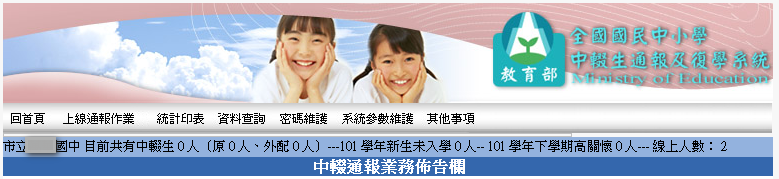 全國國民中小學
中輟生通報及復學系統
教育部
Ministry of Education
回首頁 上線通報作業 統計印表 資料查詢 密碼維護 系統參數維護 其他事項
市立 國中 目前共有中輟生0人〔原0人、外配0人〕---101 學年新生未入學0人-- 101 學年下學期高關懷0人--- 線上人數： 2
中輟通報業務佈告欄